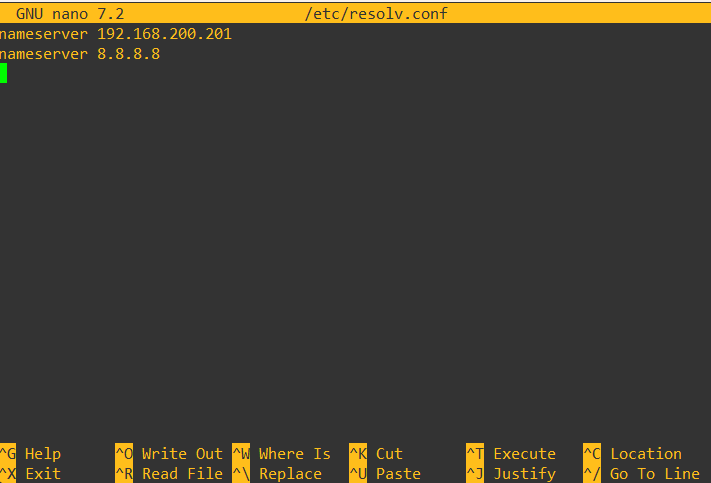 GNU nano 7.2 /etc/resolv.conf
nameserver 192.168.200.201
nameserver 8.8.8.8
^G Help ^O Write Out ^W Where Is ^K Cut ^T Execute ^C Location
^X Exit ^R Read File ^\ Replace ^U Paste ^J Justify ^/ Go To Line